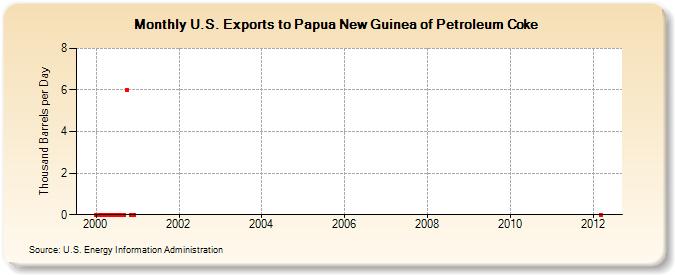 Monthly U.S. Exports to Papua New Guinea of Petroleum Coke
Thousand Barrels per Day
8
6
4
2
0
2000 2002 2004 2006 2008 2010 2012
Source: U.S. Energy Information Administration